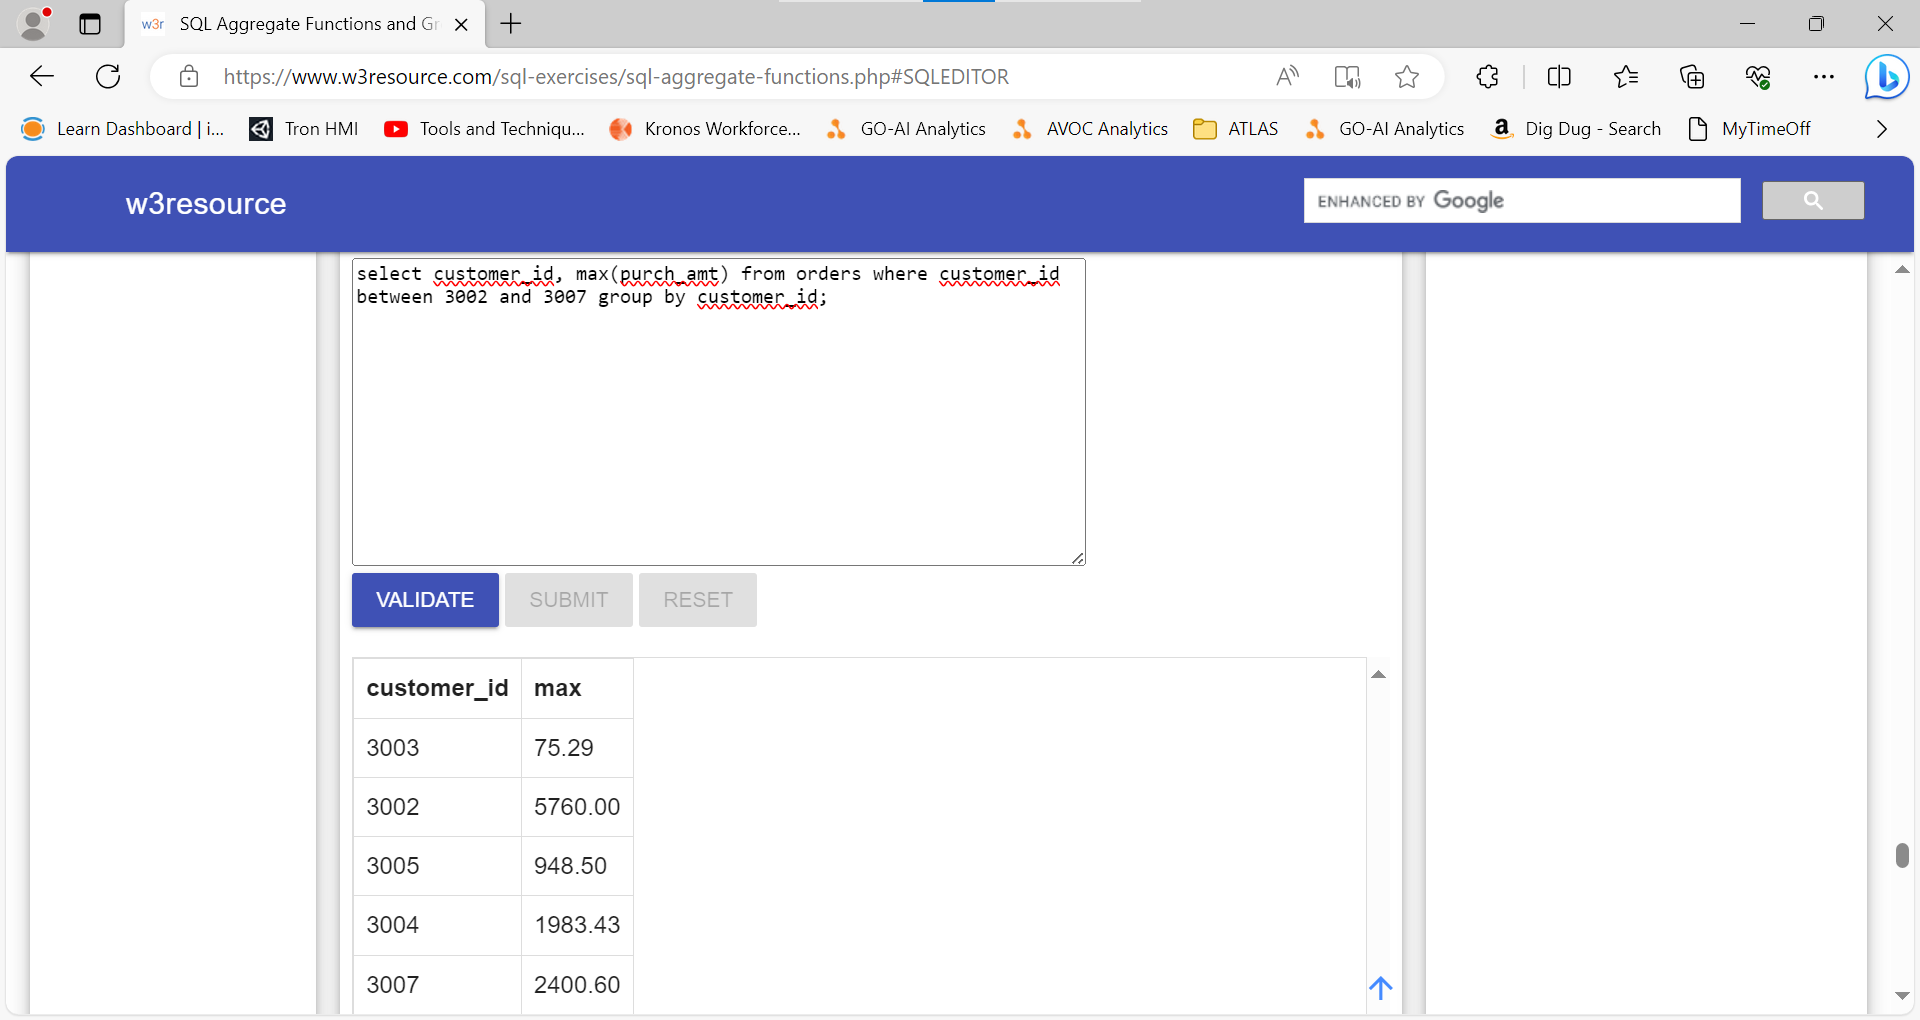 w3r SQL Aggregate Functions and Gr
https://www.w3resource.com/sql-exercises/sql-aggregate-functions.php#SQLEDITOR
Learn Dashboard | i... Tron HMI Tools and Techniqu... Kronos Workforce... GO-AI Analytics AVOC Analytics ATLAS GO-AI Analytics Dig Dug - Search MyTimeOff
w3resource ENHANCED BY Google
select customer_id, max(purch_amt) from orders where customer_id
between 3002 and 3007 group by customer_id;
VALIDATE SUBMIT RESET
customer_id max
3003 75.29
3002 5760.00
3005 948.50
3004 1983.43
3007 2400.60